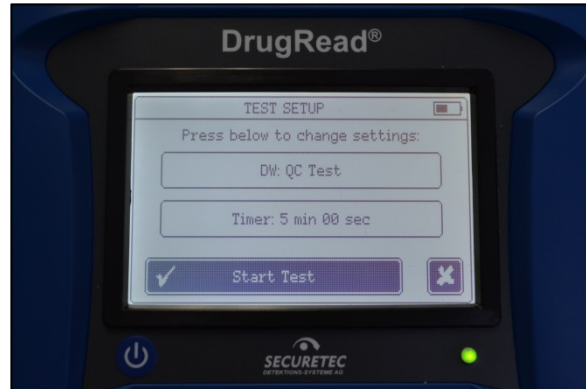 DrugRead®
TEST SETUP
Press below to change settings:
DW: QC Test
Timer: 5 min 00 sec
Start Test
SECURETEC
DETEKTIONS-SYSTEME AG